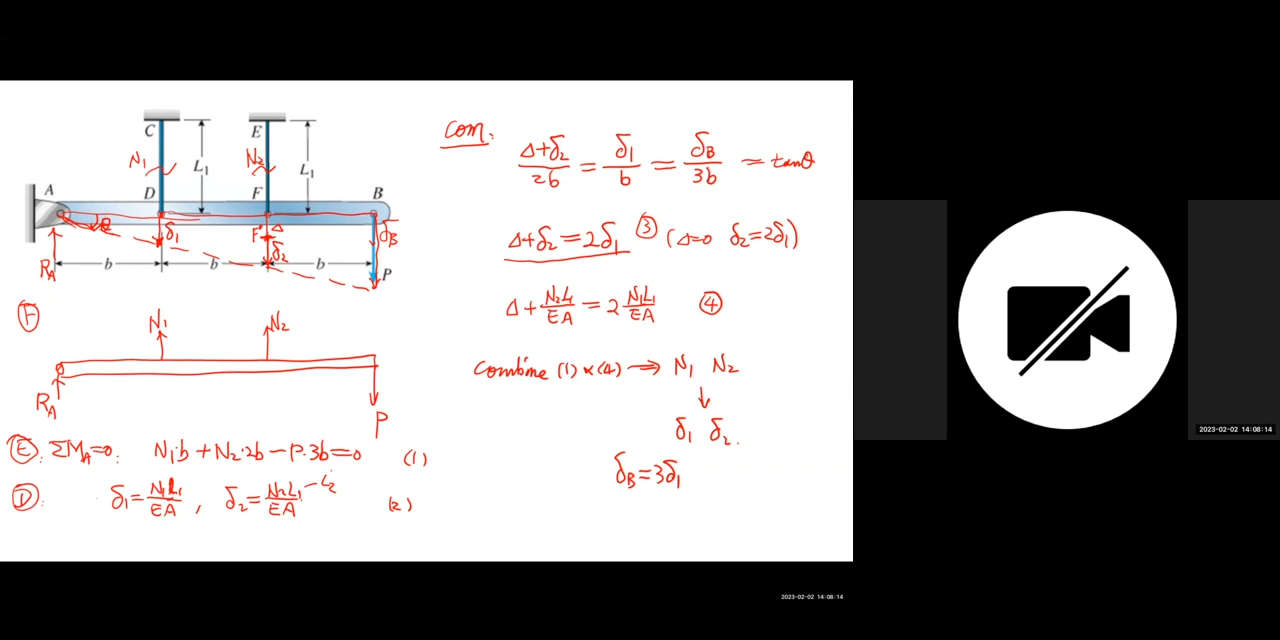 C E
N₁ L₁ N₂ L₁
A D F B
θ δ₁ F' Δ δ₂ δB
R_A b b b P
Ⓕ
N₁ N₂
R_A P
Ⓔ: ΣM_A=0: N₁·b + N₂·2b − P·3b = 0 (1)
Ⓓ: δ₁ = N₁L₁/EA , δ₂ = N₂L₁/EA (2)
Com:
(Δ+δ₂)/2b = δ₁/b = δB/3b = tanθ
Δ+δ₂ = 2δ₁ ③ (Δ=0 δ₂=2δ₁)
Δ + N₂L₁/EA = 2 N₁L₁/EA ④
Combine (1) & (4) ⟹ N₁ N₂
↓
δ₁ δ₂.
δB = 3δ₁
2023-02-02 14:08:14
2023-02-02 14:08:14